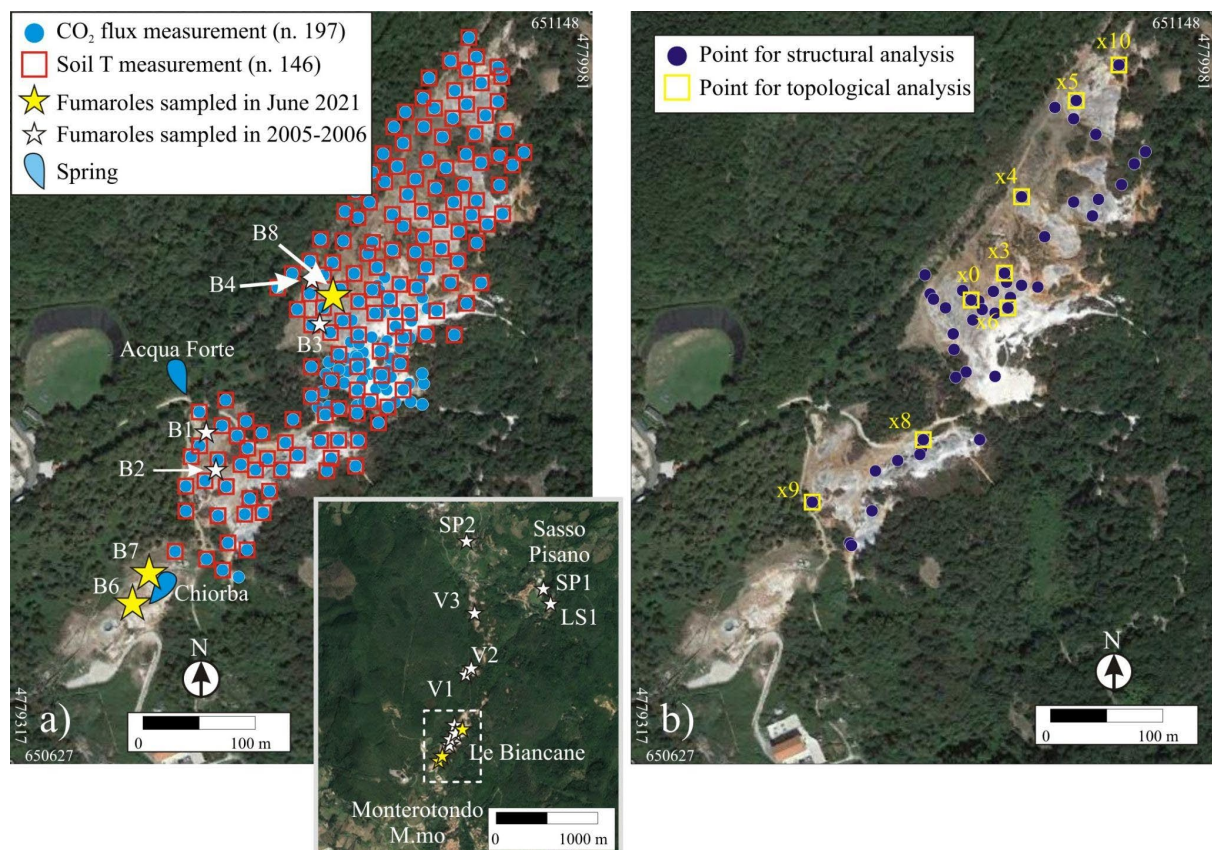 CO₂ flux measurement (n. 197)
Soil T measurement (n. 146)
Fumaroles sampled in June 2021
Fumaroles sampled in 2005-2006
Spring
651148
4779981
B8
B4
B3
Acqua Forte
B1
B2
B7
B6
Chiorba
N
a)
0
100 m
4779317
650627
SP2
Sasso
Pisano
SP1
V3
LS1
V2
V1
Le Biancane
Monterotondo
M.mo
0
1000 m
Point for structural analysis
Point for topological analysis
651148
4779981
x10
x5
x4
x3
x0
x6
x8
x9
N
b)
0
100 m
4779317
650627